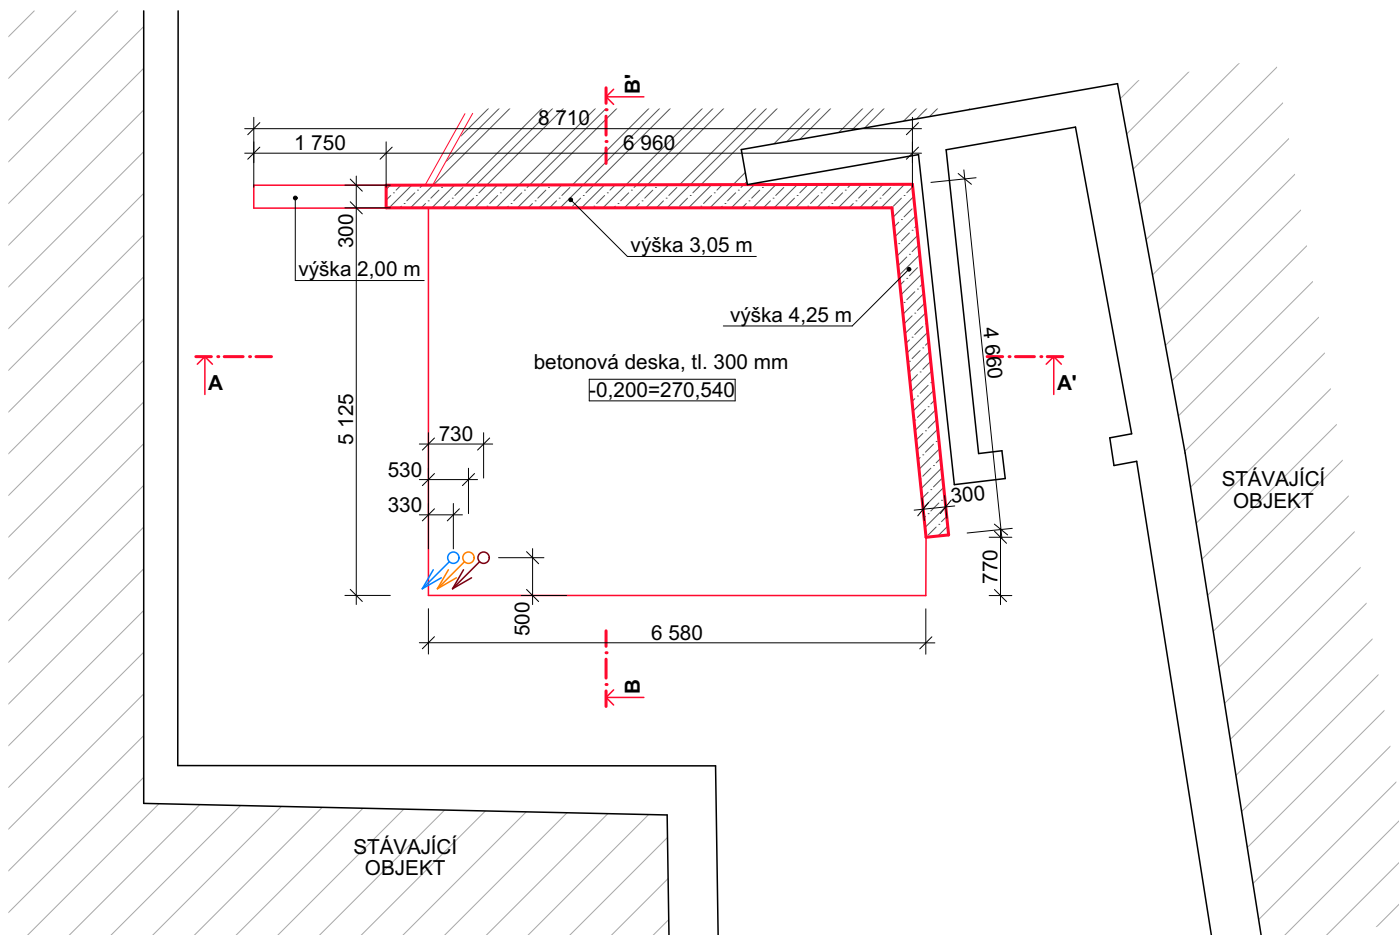 B'
8 710
1 750
6 960
300
výška 3,05 m
výška 2,00 m
výška 4,25 m
4 660
betonová deska, tl. 300 mm
-0,200=270,540
A
A'
5 125
730
530
330
300
STÁVAJÍCÍ
OBJEKT
770
500
6 580
B
STÁVAJÍCÍ
OBJEKT